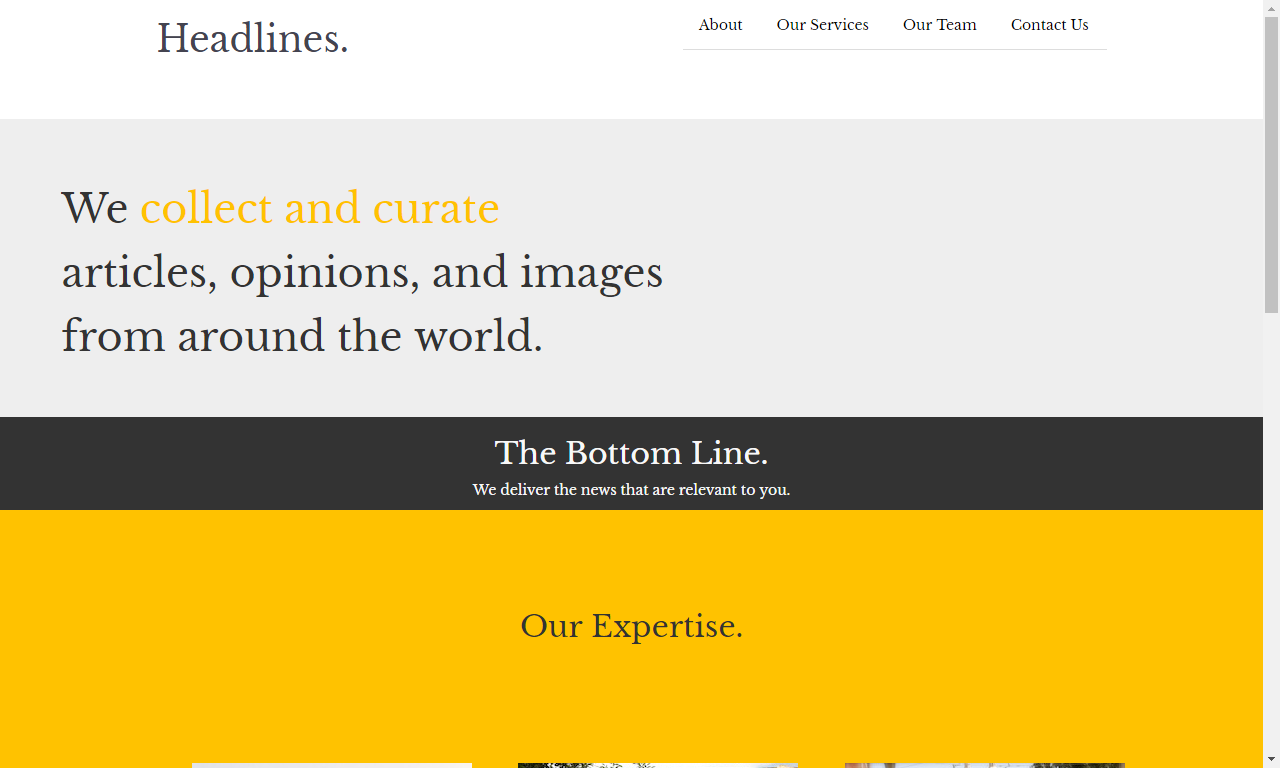 Headlines.
About Our Services Our Team Contact Us
We collect and curate
articles, opinions, and images
from around the world.
The Bottom Line.
We deliver the news that are relevant to you.
Our Expertise.